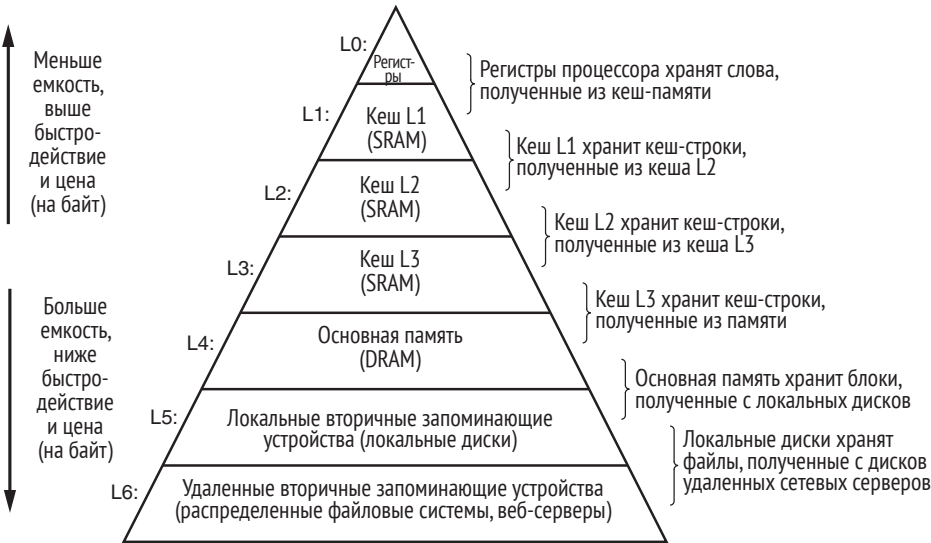 Меньше
емкость,
выше
быстро-
действие
и цена
(на байт)
Больше
емкость,
ниже
быстро-
действие
и цена
(на байт)
L0:
Регист-
ры
Регистры процессора хранят слова,
полученные из кеш-памяти
L1:
Кеш L1
(SRAM)
Кеш L1 хранит кеш-строки,
полученные из кеша L2
L2:
Кеш L2
(SRAM)
Кеш L2 хранит кеш-строки,
полученные из кеша L3
L3:
Кеш L3
(SRAM)
Кеш L3 хранит кеш-строки,
полученные из памяти
L4:
Основная память
(DRAM)
Основная память хранит блоки,
полученные с локальных дисков
L5:
Локальные вторичные запоминающие
устройства (локальные диски)
Локальные диски хранят
файлы, полученные с дисков
удаленных сетевых серверов
L6:
Удаленные вторичные запоминающие устройства
(распределенные файловые системы, веб-серверы)